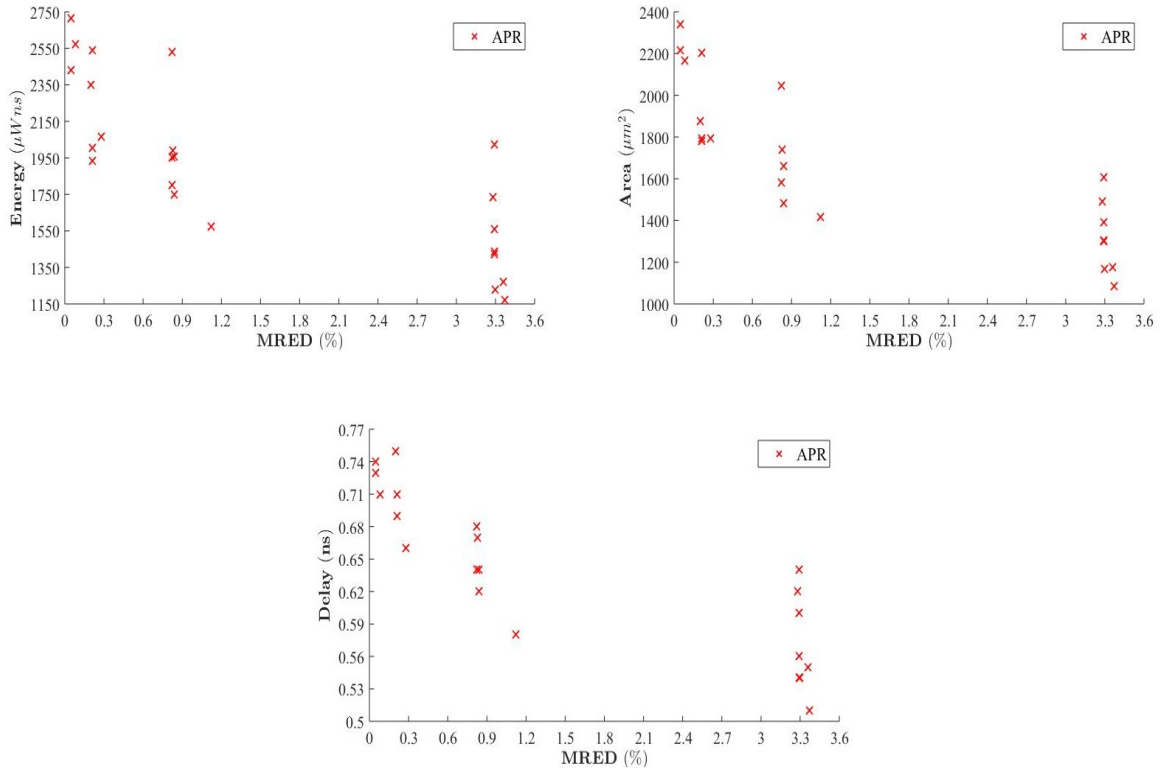 2750
2550
2350
2150
1950
1750
1550
1350
1150
Energy (μWns)
0 0.3 0.6 0.9 1.2 1.5 1.8 2.1 2.4 2.7 3 3.3 3.6
MRED (%)
APR
2400
2200
2000
1800
1600
1400
1200
1000
Area (μm²)
0 0.3 0.6 0.9 1.2 1.5 1.8 2.1 2.4 2.7 3 3.3 3.6
MRED (%)
APR
0.77
0.74
0.71
0.68
0.65
0.62
0.59
0.56
0.53
0.5
Delay (ns)
0 0.3 0.6 0.9 1.2 1.5 1.8 2.1 2.4 2.7 3 3.3 3.6
MRED (%)
APR